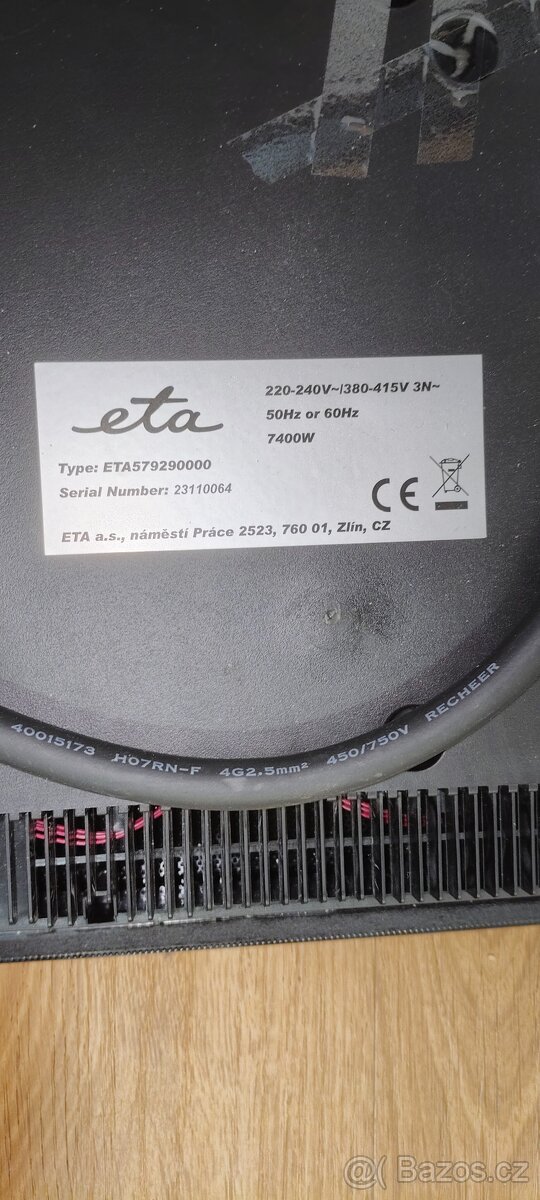 eta
220-240V~/380-415V 3N~
50Hz or 60Hz
7400W
Type: ETA579290000
Serial Number: 23110064
CE
ETA a.s., náměstí Práce 2523, 760 01, Zlín, CZ
40015173 H07RN-F 4G2.5mm² 450/750V RECHEER
Bazos.cz